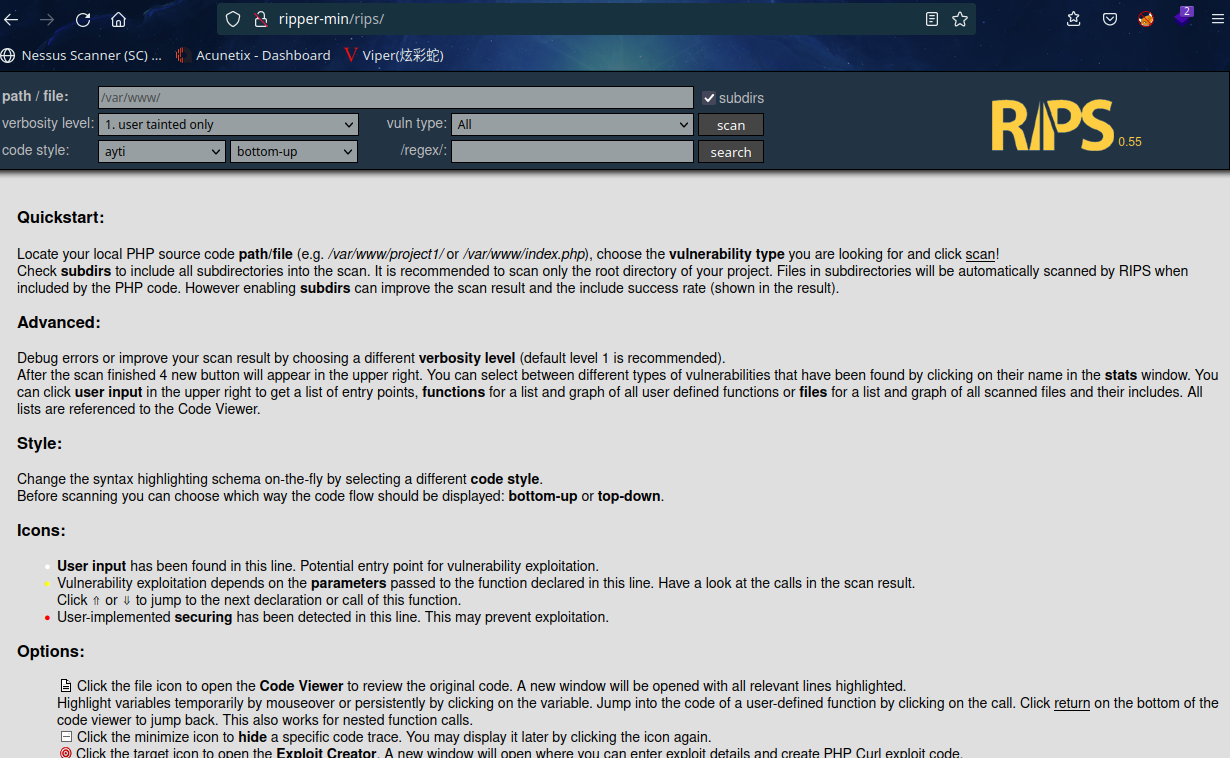 ripper-min/rips/
2
Nessus Scanner (SC) ...
Acunetix - Dashboard
Viper(炫彩蛇)
path / file:
/var/www/
subdirs
verbosity level:
1. user tainted only
vuln type:
All
scan
code style:
ayti
bottom-up
/regex/:
search
RIPS 0.55
Quickstart:
Locate your local PHP source code path/file (e.g. /var/www/project1/ or /var/www/index.php), choose the vulnerability type you are looking for and click scan!
Check subdirs to include all subdirectories into the scan. It is recommended to scan only the root directory of your project. Files in subdirectories will be automatically scanned by RIPS when
included by the PHP code. However enabling subdirs can improve the scan result and the include success rate (shown in the result).
Advanced:
Debug errors or improve your scan result by choosing a different verbosity level (default level 1 is recommended).
After the scan finished 4 new button will appear in the upper right. You can select between different types of vulnerabilities that have been found by clicking on their name in the stats window. You
can click user input in the upper right to get a list of entry points, functions for a list and graph of all user defined functions or files for a list and graph of all scanned files and their includes. All
lists are referenced to the Code Viewer.
Style:
Change the syntax highlighting schema on-the-fly by selecting a different code style.
Before scanning you can choose which way the code flow should be displayed: bottom-up or top-down.
Icons:
User input has been found in this line. Potential entry point for vulnerability exploitation.
Vulnerability exploitation depends on the parameters passed to the function declared in this line. Have a look at the calls in the scan result.
Click ⇑ or ⇓ to jump to the next declaration or call of this function.
User-implemented securing has been detected in this line. This may prevent exploitation.
Options:
Click the file icon to open the Code Viewer to review the original code. A new window will be opened with all relevant lines highlighted.
Highlight variables temporarily by mouseover or persistently by clicking on the variable. Jump into the code of a user-defined function by clicking on the call. Click return on the bottom of the
code viewer to jump back. This also works for nested function calls.
Click the minimize icon to hide a specific code trace. You may display it later by clicking the icon again.
Click the target icon to open the Exploit Creator. A new window will open where you can enter exploit details and create PHP Curl exploit code.